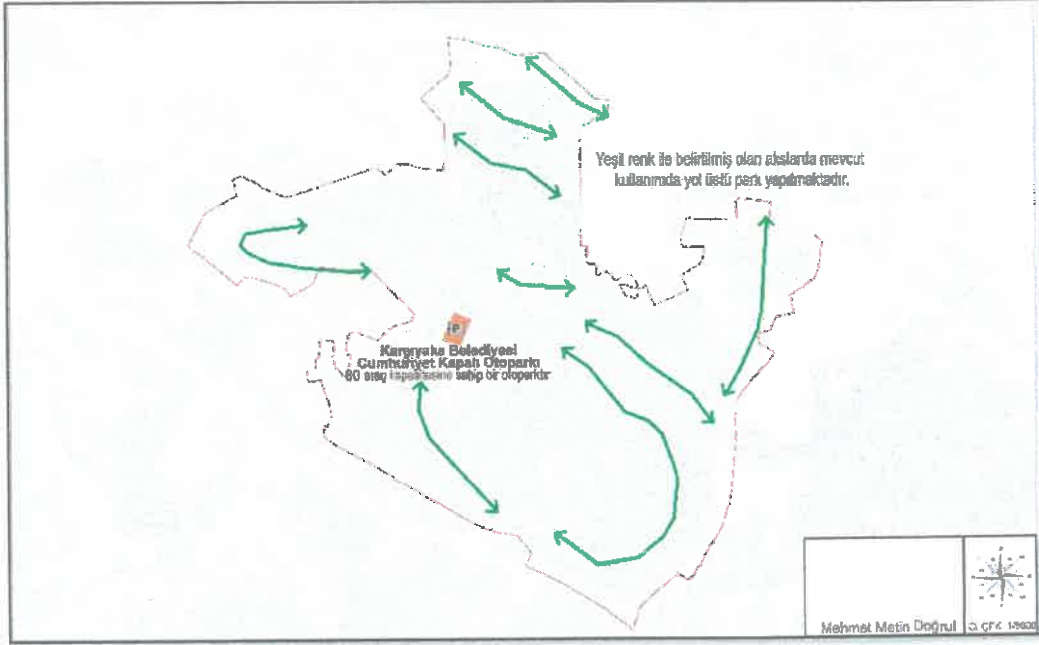 Yeşil renk ile belirtilmiş olan akslarda mevcut
kullanımda yol üstü park yapılmaktadır.
P
Karşıyaka Belediyesi
Cumhuriyet Kapalı Otoparkı
80 araç kapasitesine sahip bir otoparktır
Mehmet Metin Doğrul